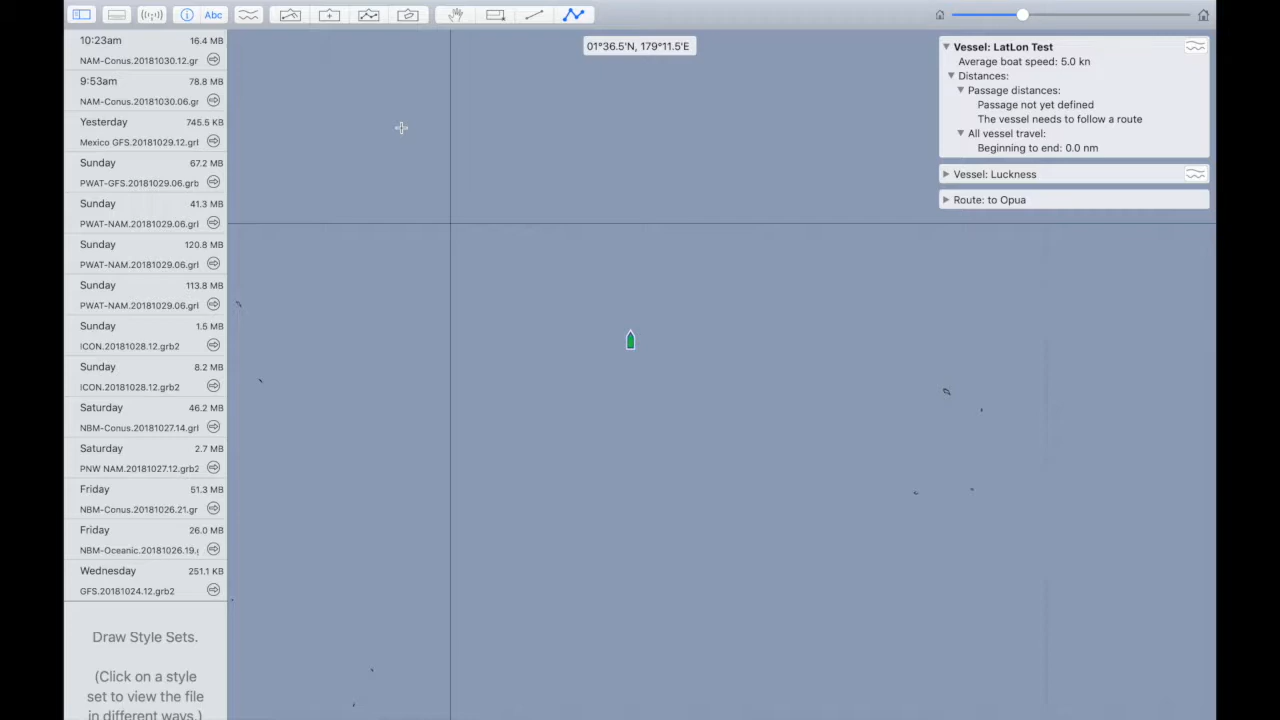 Abc
10:23am 16.4 MB
NAM-Conus.20181030.12.gr
9:53am 78.8 MB
NAM-Conus.20181030.06.gr
Yesterday 745.5 KB
Mexico GFS.20181029.12.grl
Sunday 67.2 MB
PWAT-GFS.20181029.06.grb
Sunday 41.3 MB
PWAT-NAM.20181029.06.grl
Sunday 120.8 MB
PWAT-NAM.20181029.06.grl
Sunday 113.8 MB
PWAT-NAM.20181029.06.grl
Sunday 1.5 MB
ICON.20181028.12.grb2
Sunday 8.2 MB
ICON.20181028.12.grb2
Saturday 46.2 MB
NBM-Conus.20181027.14.grl
Saturday 2.7 MB
PNW NAM.20181027.12.grb2
Friday 51.3 MB
NBM-Conus.20181026.21.gr
Friday 26.0 MB
NBM-Oceanic.20181026.19.g
Wednesday 251.1 KB
GFS.20181024.12.grb2
Draw Style Sets.
(Click on a style
set to view the file
in different ways.)
01°36.5'N, 179°11.5'E
Vessel: LatLon Test
Average boat speed: 5.0 kn
Distances:
Passage distances:
Passage not yet defined
The vessel needs to follow a route
All vessel travel:
Beginning to end: 0.0 nm
Vessel: Luckness
Route: to Opua